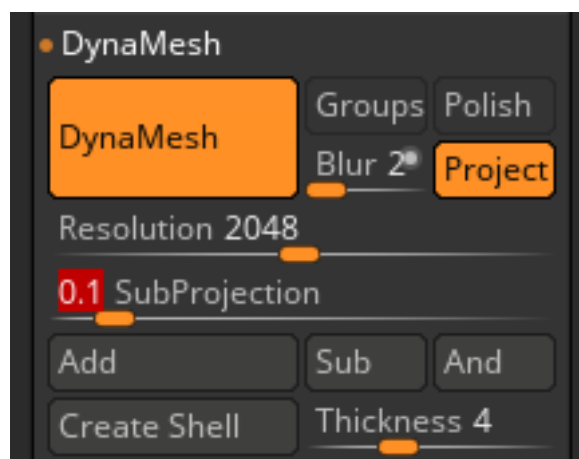 DynaMesh
DynaMesh
Groups
Polish
Blur 2
Project
Resolution 2048
0.1 SubProjection
Add
Sub
And
Create Shell
Thickness 4